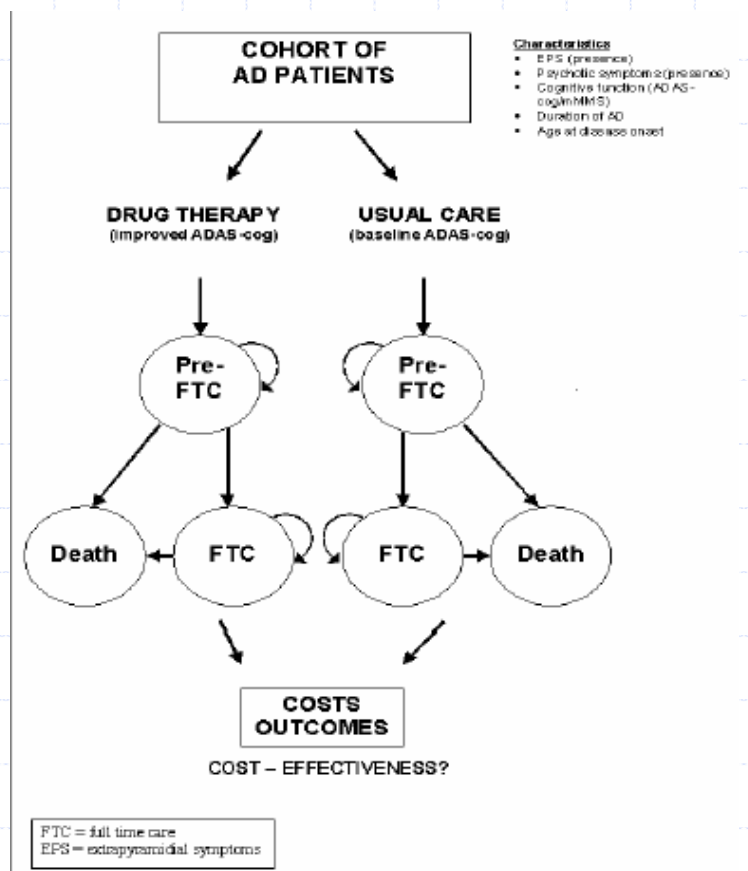 COHORT OF
AD PATIENTS
Characteristics
• EPS (presence)
• Psychotic symptoms (presence)
• Cognitive function (ADAS-
cog/mMMS)
• Duration of AD
• Age at disease onset
DRUG THERAPY
(improved ADAS-cog)
USUAL CARE
(baseline ADAS-cog)
Pre-
FTC
Pre-
FTC
Death
FTC
FTC
Death
COSTS
OUTCOMES
COST – EFFECTIVENESS?
FTC = full time care
EPS = extrapyramidial symptoms